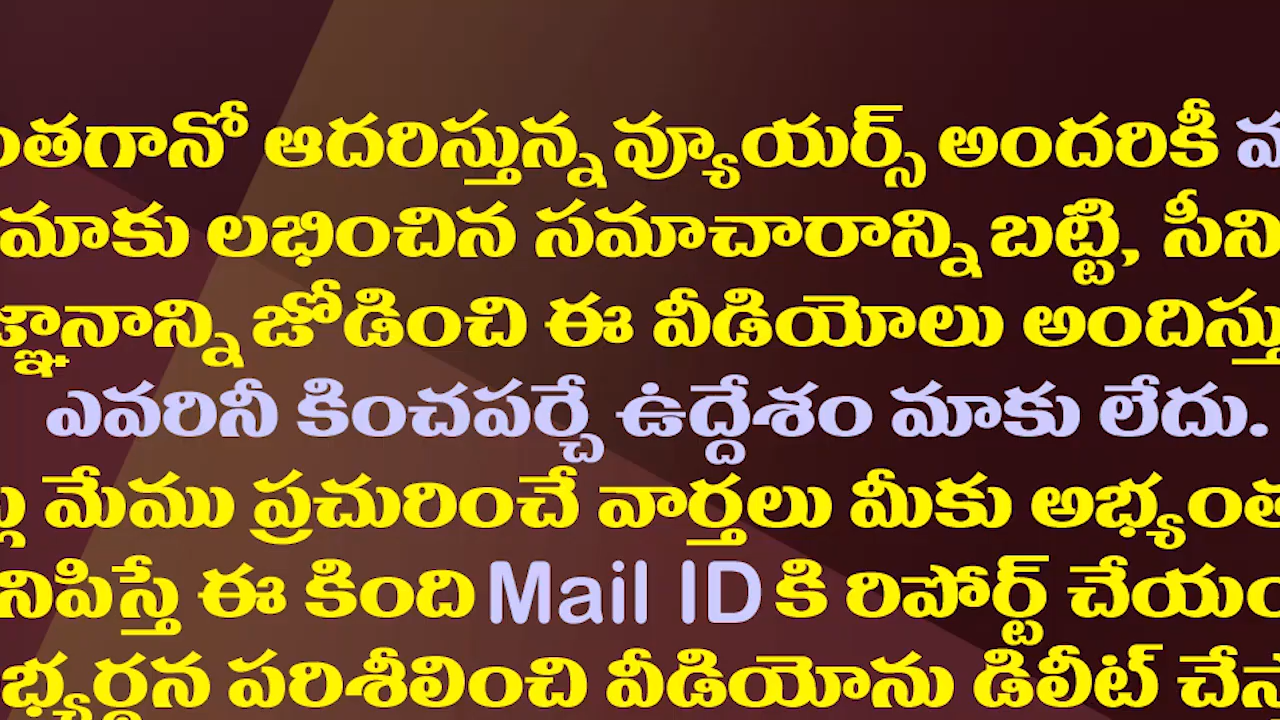 ంతగానో ఆదరిస్తున్న వ్యూయర్స్ అందరికీ
మాకు లభించిన సమాచారాన్ని బట్టి, సీని
జ్ఞానాన్ని జోడించి ఈ వీడియోలు అందిస్తు
ఎవరినీ కించపర్చే ఉద్దేశం మాకు లేదు.
మేము ప్రచురించే వార్తలు మీకు అభ్యంత
నిపిస్తే ఈ కింది Mail ID కి రిపోర్ట్ చేయం
భ్యర్థన పరిశీలించి వీడియోను డిలీట్ చేస